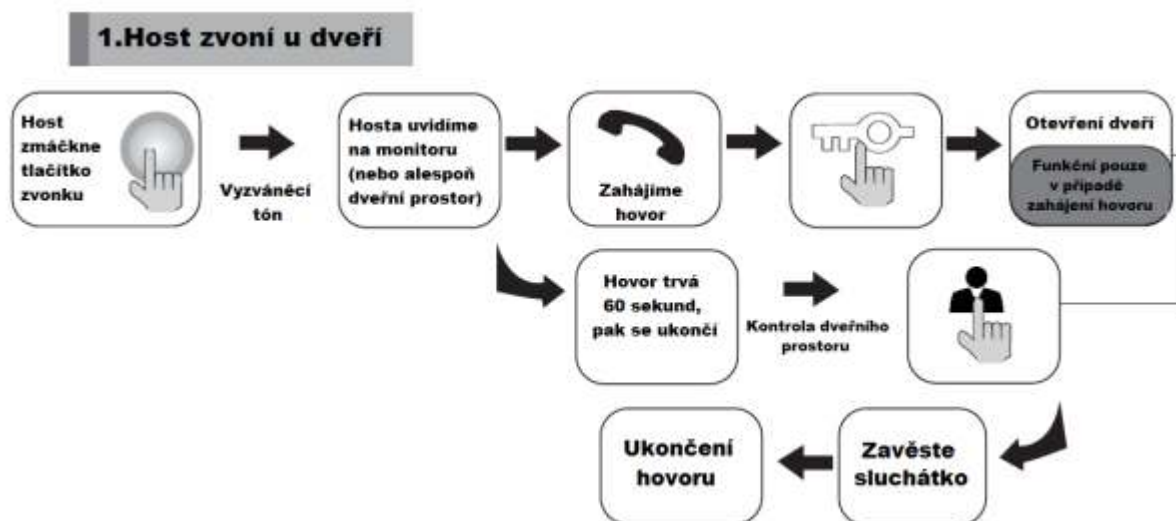 1.Host zvoní u dveří
Host
zmáčkne
tlačítko
zvonku
Vyzváněcí
tón
Hosta uvidíme
na monitoru
(nebo alespoň
dveřní prostor)
Zahájíme
hovor
Otevření dveří
Funkční pouze
v případě
zahájení hovoru
Hovor trvá
60 sekund,
pak se ukončí
Kontrola dveřního
prostoru
Zavěste
sluchátko
Ukončení
hovoru